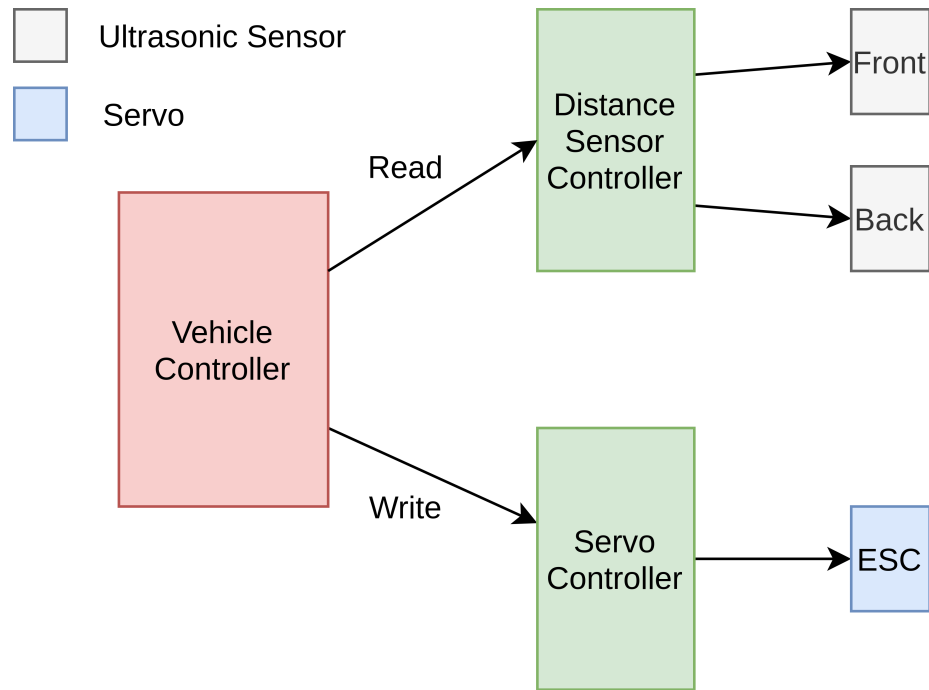 Ultrasonic Sensor
Servo
Distance
Sensor
Controller
Front
Back
Read
Vehicle
Controller
Write
Servo
Controller
ESC